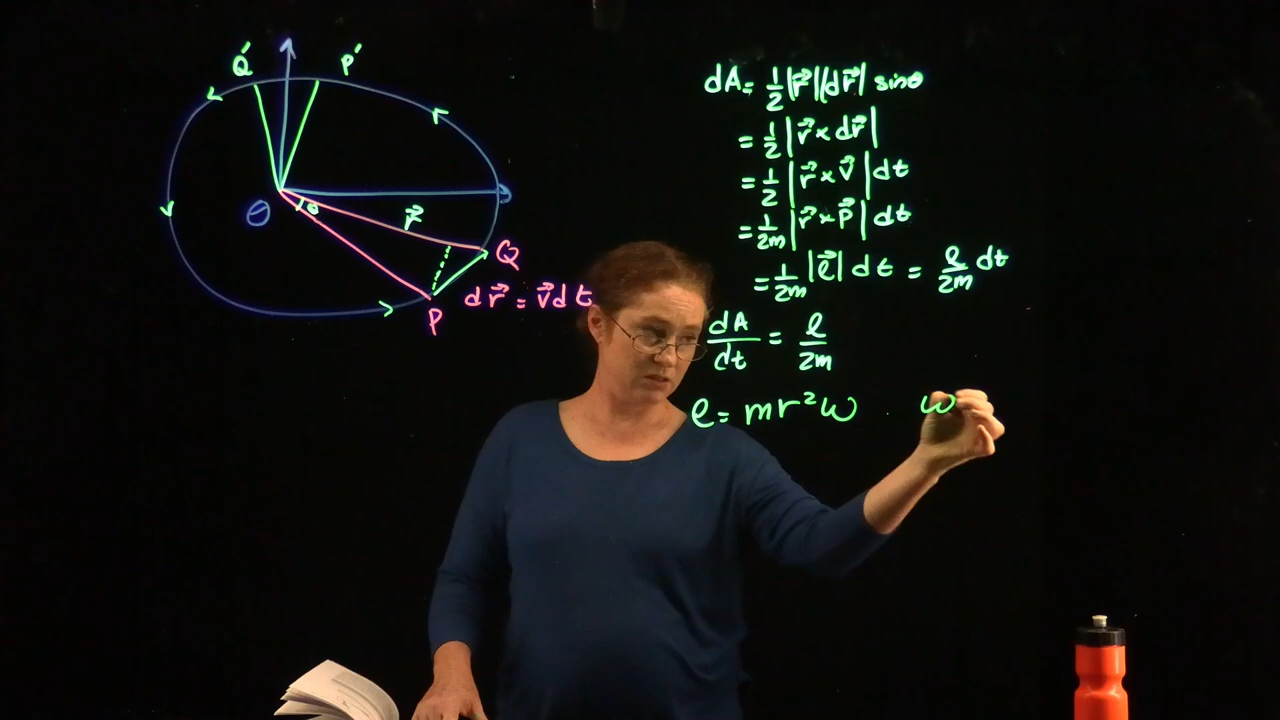 Q́ Ṕ
O θ r⃗ Q
P dr⃗ = v⃗dt
dA = 1/2 |r⃗||dr⃗| sinθ
= 1/2 |r⃗ × dr⃗|
= 1/2 |r⃗ × v⃗| dt
= 1/2m |r⃗ × p⃗| dt
= 1/2m |ℓ⃗| dt = ℓ/2m dt
dA/dt = ℓ/2m
ℓ = mr²ω . ω